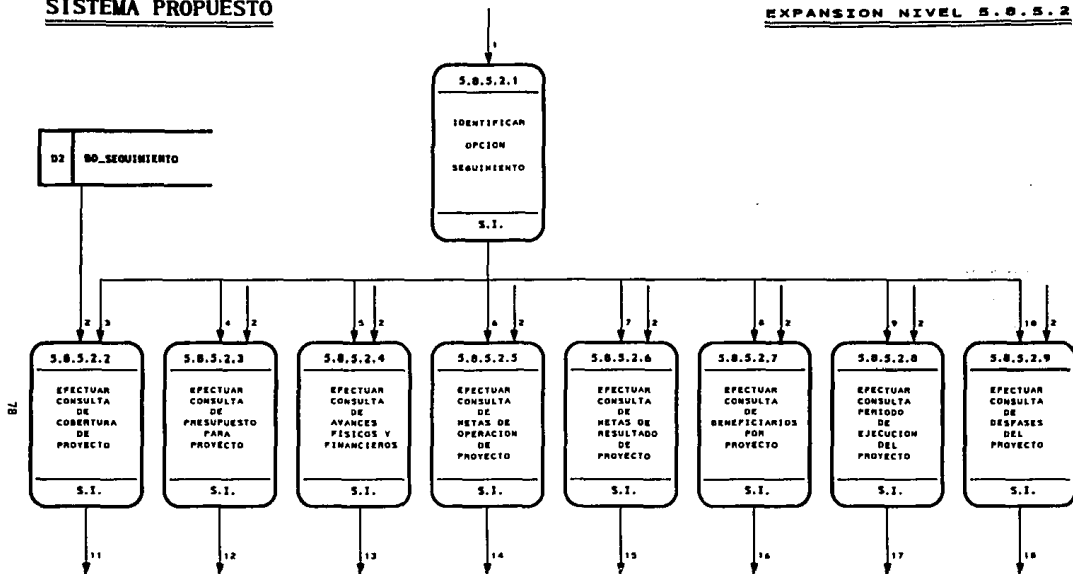 SISTEMA PROPUESTO
EXPANSION NIVEL 5.8.5.2
1
5.8.5.2.1
IDENTIFICAR
OPCION
SEGUIMIENTO
S.I.
D2 BD_SEGUIMIENTO
2 3 4 2 5 2 6 2 7 2 8 2 9 2 10 2
5.8.5.2.2
EFECTUAR
CONSULTA
DE
COBERTURA
DE
PROYECTO
S.I.
11
5.8.5.2.3
EFECTUAR
CONSULTA
DE
PRESUPUESTO
PARA
PROYECTO
S.I.
12
5.8.5.2.4
EFECTUAR
CONSULTA
DE
AVANCES
FÍSICOS Y
FINANCIEROS
S.I.
13
5.8.5.2.5
EFECTUAR
CONSULTA
DE
METAS DE
OPERACION
DE
PROYECTO
S.I.
14
5.8.5.2.6
EFECTUAR
CONSULTA
DE
METAS DE
RESULTADO
DE
PROYECTO
S.I.
15
5.8.5.2.7
EFECTUAR
CONSULTA
DE
BENEFICIARIOS
POR
PROYECTO
S.I.
16
5.8.5.2.8
EFECTUAR
CONSULTA
PERIODO
DE
EJECUCION
DEL
PROYECTO
S.I.
17
5.8.5.2.9
EFECTUAR
CONSULTA
DE
DESFASES
DEL
PROYECTO
S.I.
18
78